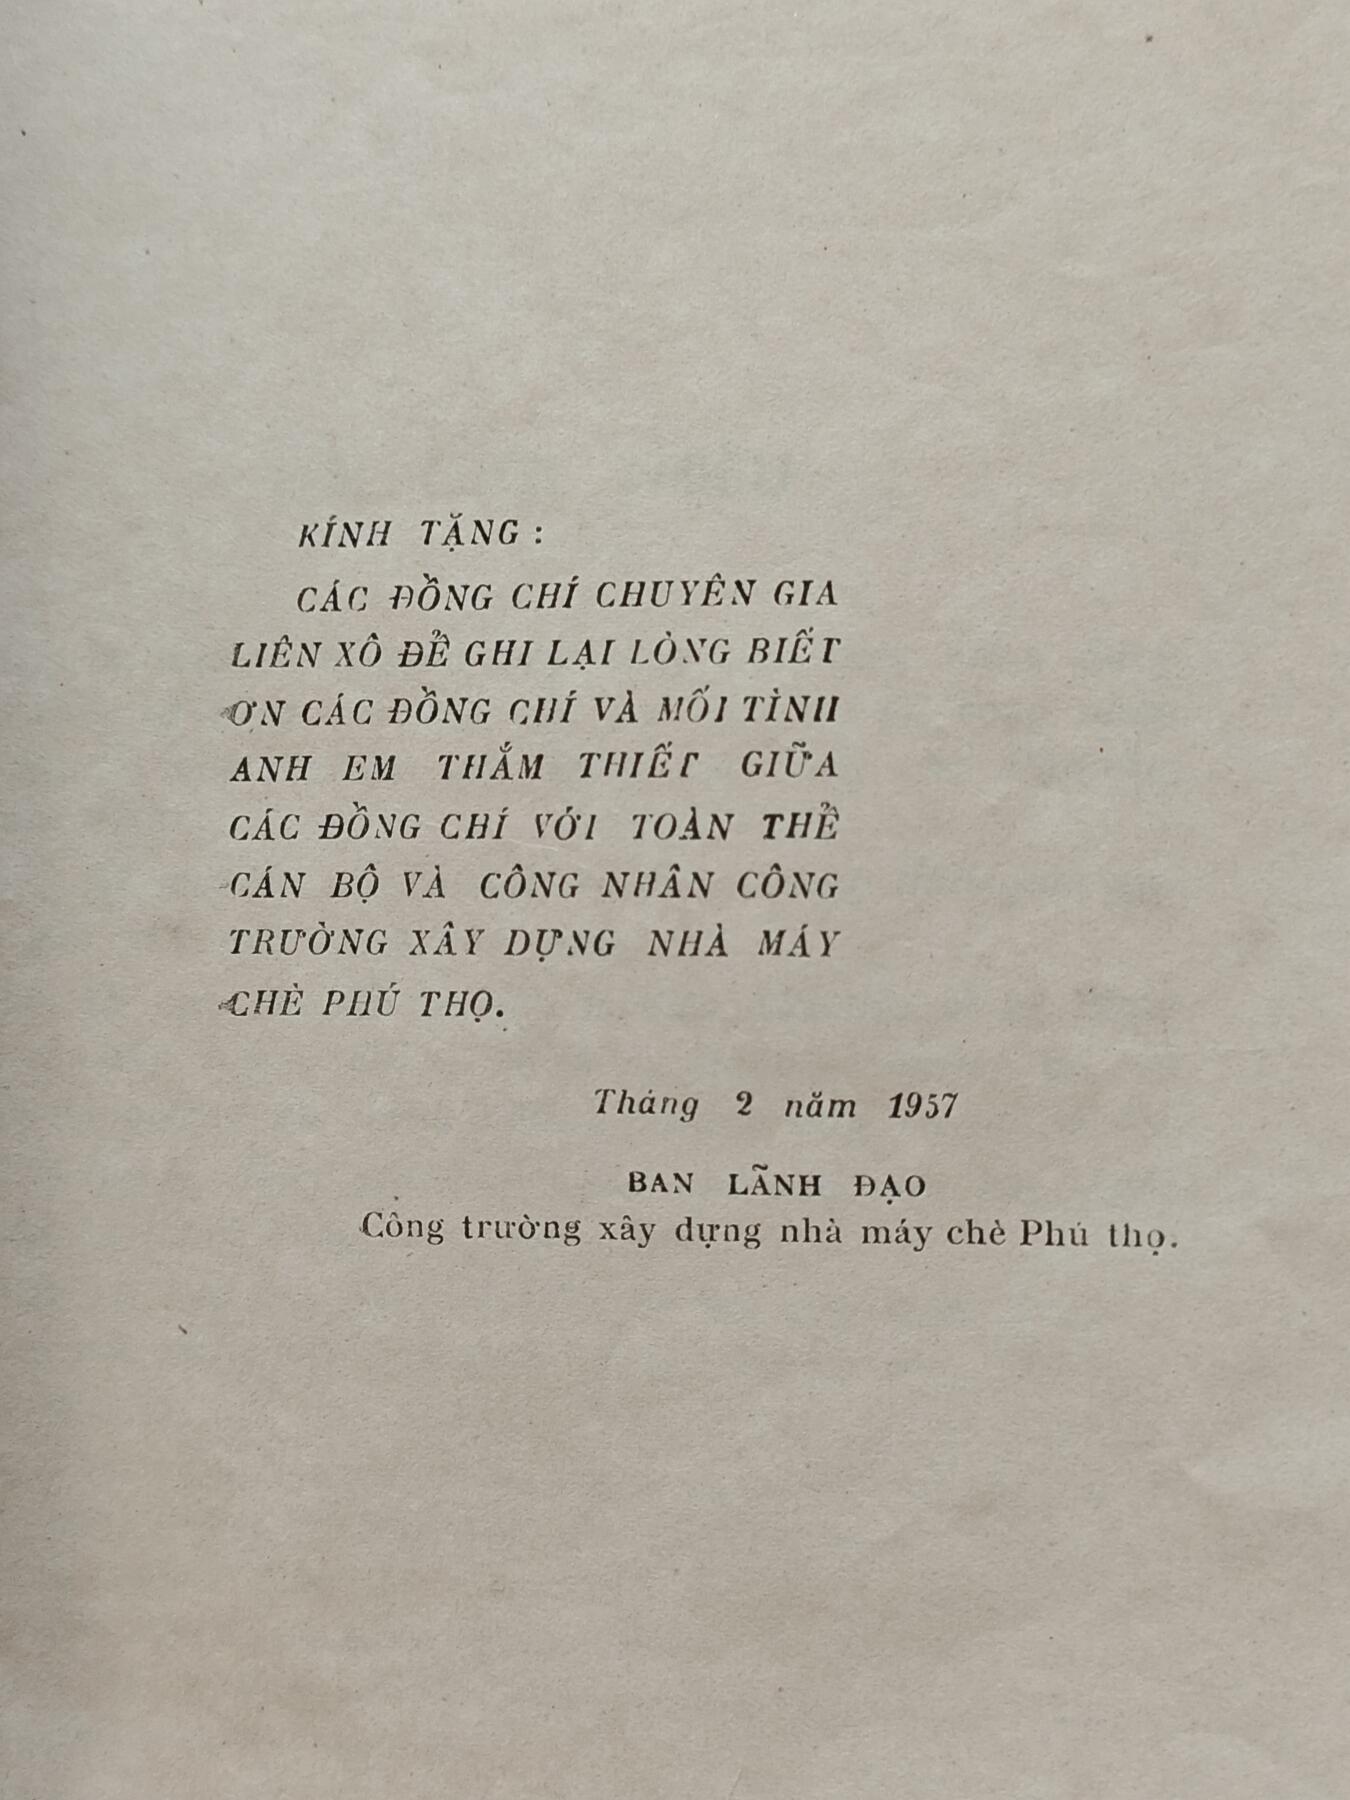 KÍNH TẶNG :
CÁC ĐỒNG CHÍ CHUYÊN GIA
LIÊN XÔ ĐỂ GHI LẠI LÒNG BIẾT
ƠN CÁC ĐỒNG CHÍ VÀ MỐI TÌNH
ANH EM THẮM THIẾT GIỮA
CÁC ĐỒNG CHÍ VỚI TOÀN THỂ
CÁN BỘ VÀ CÔNG NHÂN CÔNG
TRƯỜNG XÂY DỰNG NHÀ MÁY
CHÈ PHÚ THỌ.
Tháng 2 năm 1957
BAN LÃNH ĐẠO
Công trường xây dựng nhà máy chè Phú thọ.